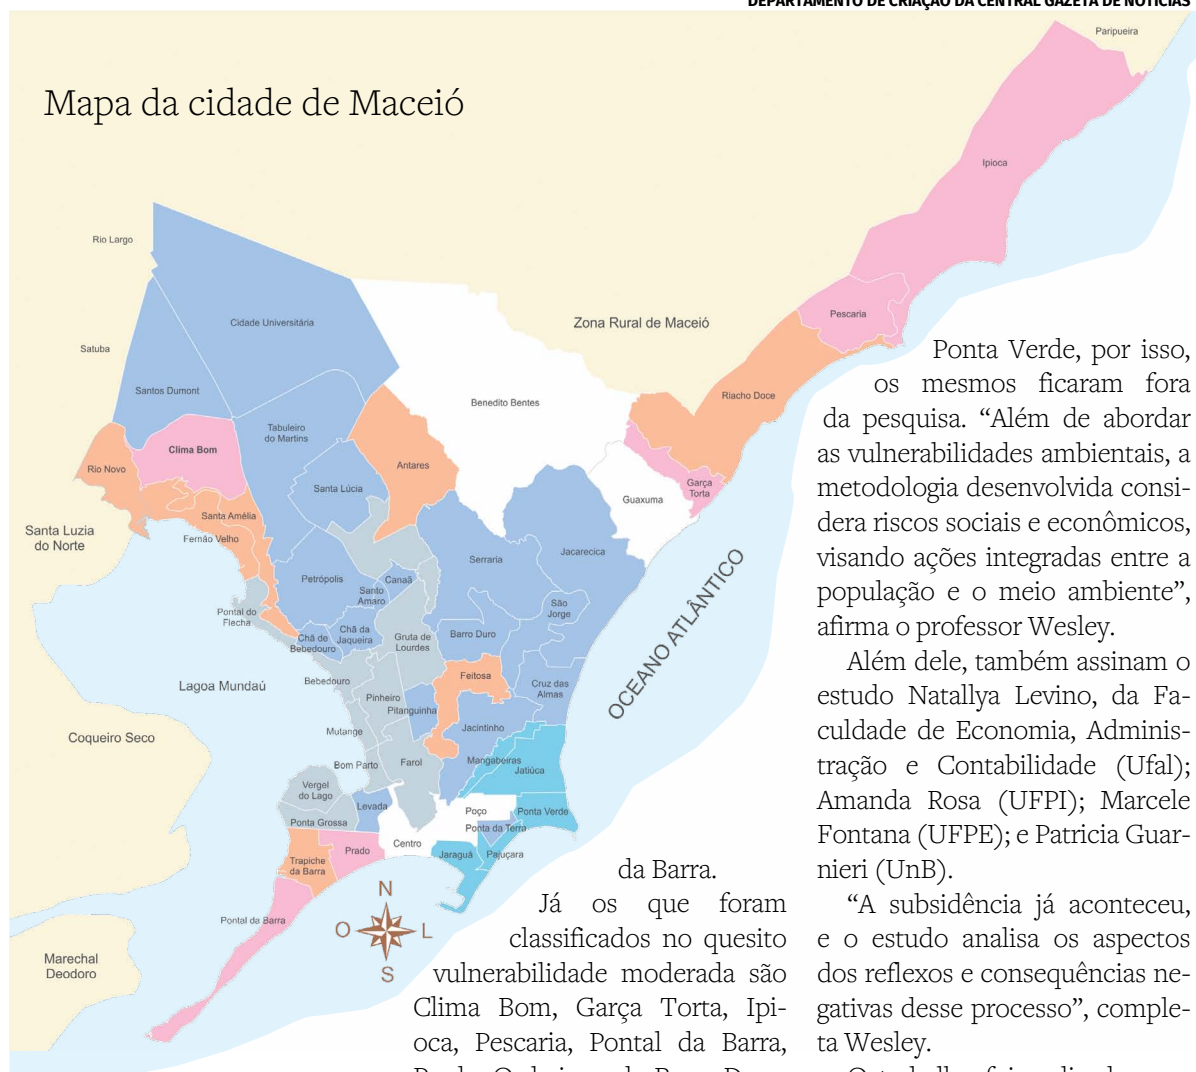 DEPARTAMENTO DE CRIAÇÃO DA CENTRAL GAZETA DE NOTÍCIAS
Mapa da cidade de Maceió
Paripueira
Ipioca
Rio Largo
Pescaria
Cidade Universitária
Zona Rural de Maceió
Satuba
Santos Dumont
Riacho Doce
Benedito Bentes
Tabuleiro
do Martins
Clima Bom
Rio Novo
Antares
Santa Lúcia
Garça
Torta
Guaxuma
Santa Amélia
Santa Luzia
do Norte
Fernão Velho
Serraria
Jacarecica
Petrópolis
Canaã
Santo
Amaro
São
Jorge
Pontal do
Flecha
Chã da
Jaqueira
Chã de
Bebedouro
Gruta de
Lourdes
Barro Duro
OCEANO ATLÂNTICO
Bebedouro
Feitosa
Lagoa Mundaú
Cruz das
Almas
Pinheiro
Pitanguinha
Jacintinho
Mutange
Coqueiro Seco
Bom Parto
Farol
Mangabeiras
Jatiúca
Vergel
do Lago
Levada
Poço
Ponta Verde
Ponta Grossa
Ponta da Terra
Centro
Prado
Jaraguá
Pajuçara
Trapiche
da Barra
Pontal da Barra
N
O
L
S
Marechal
Deodoro
da Barra.
Já os que foram
classificados no quesito
vulnerabilidade moderada são
Clima Bom, Garça Torta, Ipi-
oca, Pescaria, Pontal da Barra,
Ponta Verde, por isso,
os mesmos ficaram fora
da pesquisa. “Além de abordar
as vulnerabilidades ambientais, a
metodologia desenvolvida consi-
dera riscos sociais e econômicos,
visando ações integradas entre a
população e o meio ambiente”,
afirma o professor Wesley.
Além dele, também assinam o
estudo Natallya Levino, da Fa-
culdade de Economia, Adminis-
tração e Contabilidade (Ufal);
Amanda Rosa (UFPI); Marcele
Fontana (UFPE); e Patricia Guar-
nieri (UnB).
“A subsidência já aconteceu,
e o estudo analisa os aspectos
dos reflexos e consequências ne-
gativas desse processo”, comple-
ta Wesley.